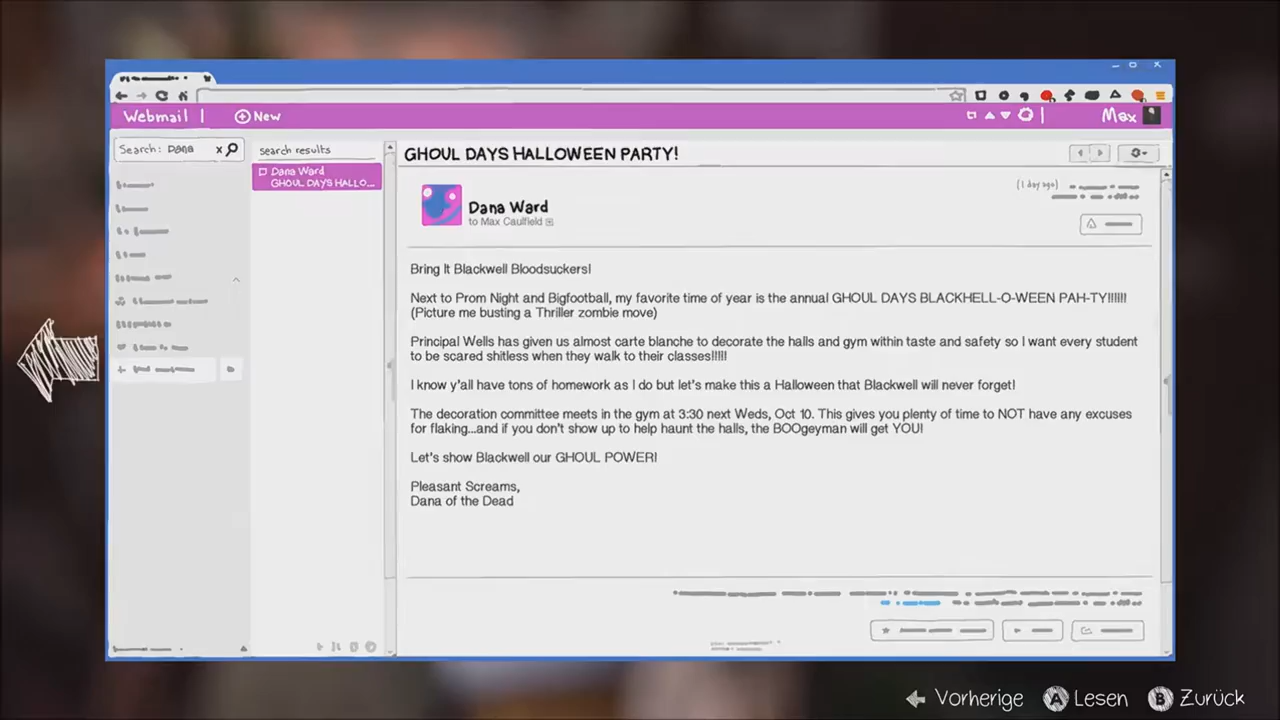 Webmail | New Max
Search: Dana x
search results
Dana Ward
GHOUL DAYS HALLO...
GHOUL DAYS HALLOWEEN PARTY!
(1 day ago)
Dana Ward
to Max Caulfield
Bring It Blackwell Bloodsuckers!
Next to Prom Night and Bigfootball, my favorite time of year is the annual GHOUL DAYS BLACKHELL-O-WEEN PAH-TY!!!!!!
(Picture me busting a Thriller zombie move)
Principal Wells has given us almost carte blanche to decorate the halls and gym within taste and safety so I want every student
to be scared shitless when they walk to their classes!!!!!
I know y'all have tons of homework as I do but let's make this a Halloween that Blackwell will never forget!
The decoration committee meets in the gym at 3:30 next Weds, Oct 10. This gives you plenty of time to NOT have any excuses
for flaking...and if you don't show up to help haunt the halls, the BOOgeyman will get YOU!
Let's show Blackwell our GHOUL POWER!
Pleasant Screams,
Dana of the Dead
Vorherige A Lesen B Zurück